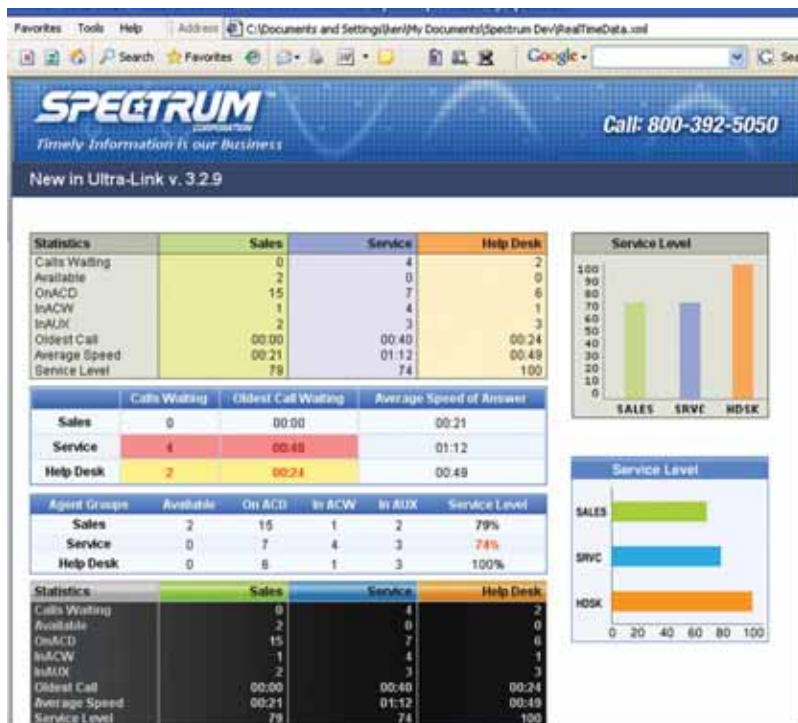 Favorites Tools Help Address C:\Documents and Settings\ken\My Documents\Spectrum Dev\RealTimeData.xml
Search Favorites Google
SPECTRUM
CORPORATION
Timely Information is our Business
Call: 800-392-5050
New in Ultra-Link v. 3.2.9
Statistics Sales Service Help Desk
Calls Waiting 0 4 2
Available 2 0 0
OnACD 15 7 6
InACW 1 4 1
InAUX 2 3 3
Oldest Call 00:00 00:40 00:24
Average Speed 00:21 01:12 00:49
Service Level 79 74 100
Service Level
100
90
80
70
60
50
40
30
20
10
0
SALES SRVC HDSK
Calls Waiting Oldest Call Waiting Average Speed of Answer
Sales 0 00:00 00:21
Service 4 00:40 01:12
Help Desk 2 00:24 00:49
Agent Groups Available On ACD In ACW In AUX Service Level
Sales 2 15 1 2 79%
Service 0 7 4 3 74%
Help Desk 0 6 1 3 100%
Service Level
SALES
SRVC
HDSK
0 20 40 60 80 100
Statistics Sales Service Help Desk
Calls Waiting 0 4 2
Available 2 0 0
OnACD 15 7 6
InACW 1 4 1
InAUX 2 3 3
Oldest Call 00:00 00:40 00:24
Average Speed 00:21 01:12 00:49
Service Level 79 74 100